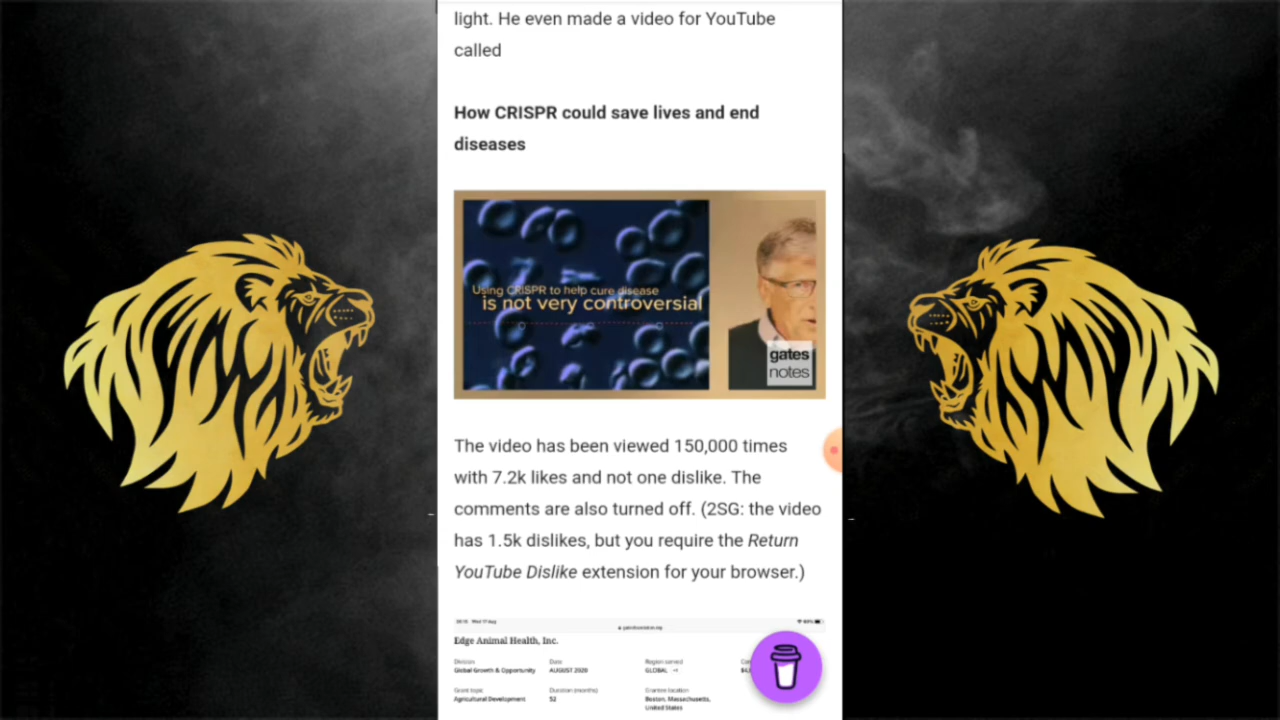 light. He even made a video for YouTube
called
How CRISPR could save lives and end
diseases
Using CRISPR to help cure disease
is not very controversial
gates
notes
The video has been viewed 150,000 times
with 7.2k likes and not one dislike. The
comments are also turned off. (2SG: the video
has 1.5k dislikes, but you require the Return
YouTube Dislike extension for your browser.)
Edge Animal Health, Inc.
Division Date Region served
Global Growth & Opportunity AUGUST 2020 GLOBAL
Grant topic Duration (months) Grantee location
Agricultural Development 52 Boston, Massachusetts,
United States